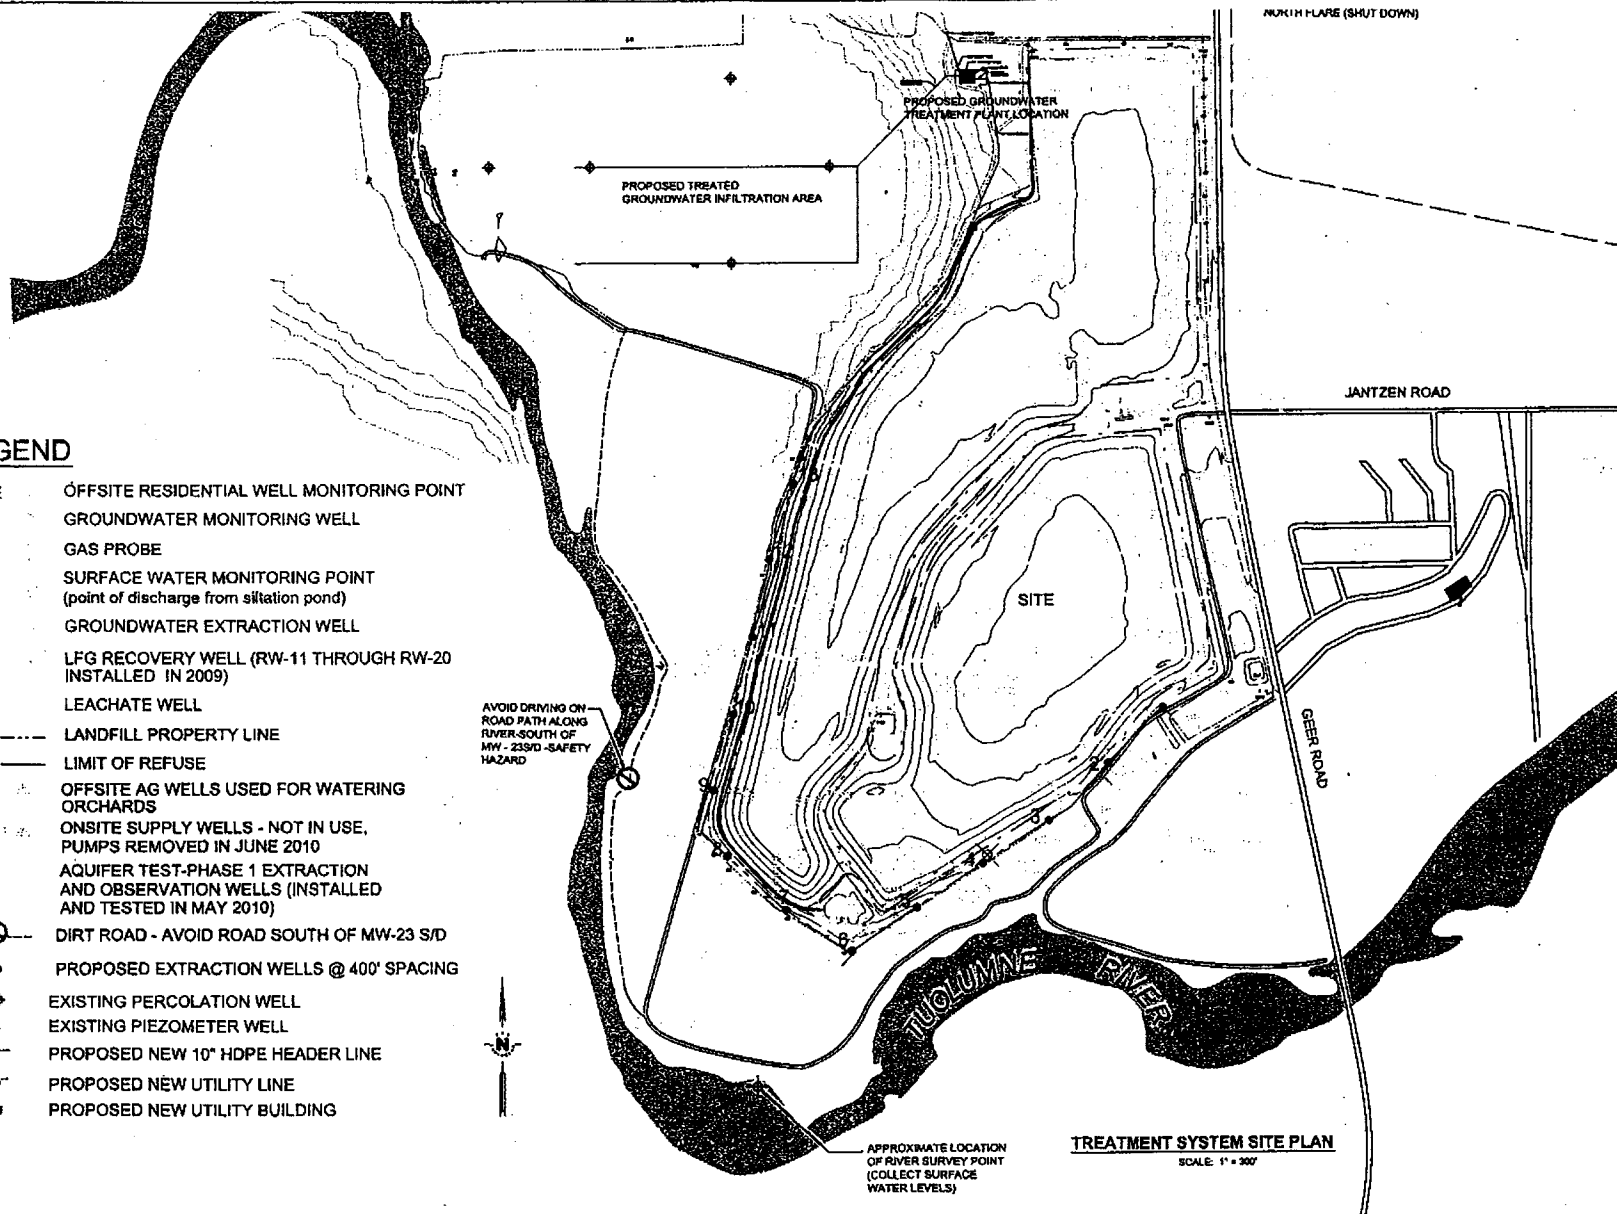 NORTH FLARE (SHUT DOWN)
PROPOSED GROUNDWATER
TREATMENT PLANT LOCATION
PROPOSED TREATED
GROUNDWATER INFILTRATION AREA
JANTZEN ROAD
GEND
OFFSITE RESIDENTIAL WELL MONITORING POINT
GROUNDWATER MONITORING WELL
GAS PROBE
SURFACE WATER MONITORING POINT
(point of discharge from siltation pond)
GROUNDWATER EXTRACTION WELL
LFG RECOVERY WELL (RW-11 THROUGH RW-20
INSTALLED IN 2009)
LEACHATE WELL
LANDFILL PROPERTY LINE
LIMIT OF REFUSE
OFFSITE AG WELLS USED FOR WATERING
ORCHARDS
ONSITE SUPPLY WELLS - NOT IN USE,
PUMPS REMOVED IN JUNE 2010
AQUIFER TEST-PHASE 1 EXTRACTION
AND OBSERVATION WELLS (INSTALLED
AND TESTED IN MAY 2010)
DIRT ROAD - AVOID ROAD SOUTH OF MW-23 S/D
PROPOSED EXTRACTION WELLS @ 400' SPACING
EXISTING PERCOLATION WELL
EXISTING PIEZOMETER WELL
PROPOSED NEW 10" HDPE HEADER LINE
PROPOSED NEW UTILITY LINE
PROPOSED NEW UTILITY BUILDING
N
AVOID DRIVING ON
ROAD PATH ALONG
RIVER-SOUTH OF
MW - 23S/D -SAFETY
HAZARD
SITE
GEER ROAD
10
9
2
3
4
TUOLUMNE RIVER
APPROXIMATE LOCATION
OF RIVER SURVEY POINT
(COLLECT SURFACE
WATER LEVELS)
TREATMENT SYSTEM SITE PLAN
SCALE: 1" = 300'